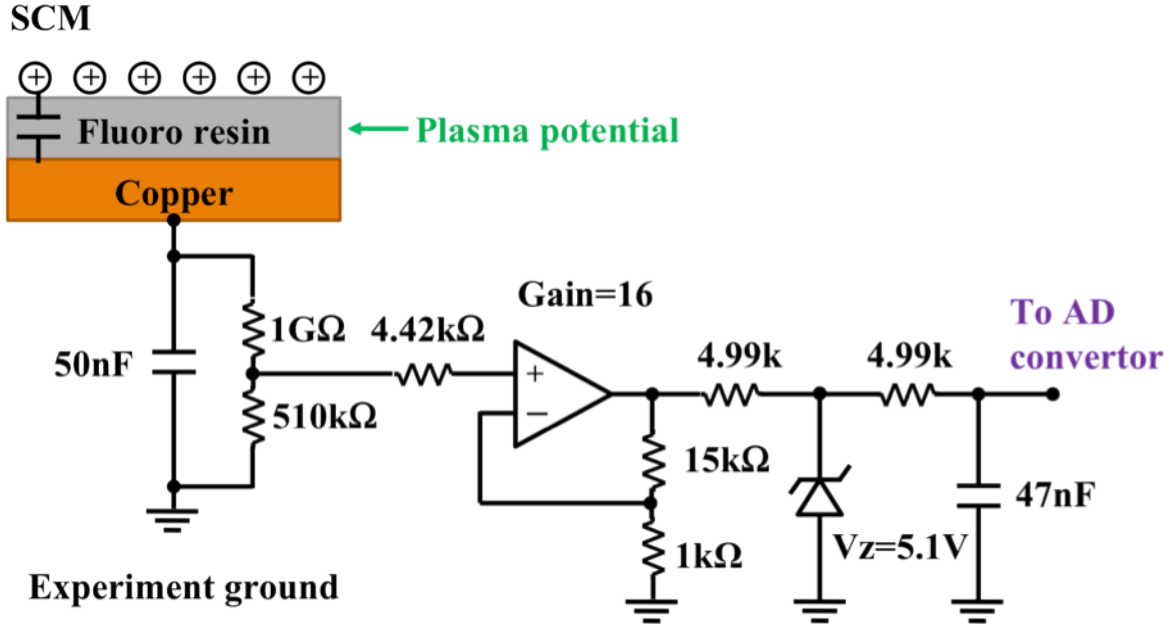 SCM
+ + + + + +
Fluoro resin
Plasma potential
Copper
Gain=16
To AD
convertor
1GΩ
4.42kΩ
4.99k
4.99k
50nF
+
−
510kΩ
15kΩ
47nF
Vz=5.1V
1kΩ
Experiment ground